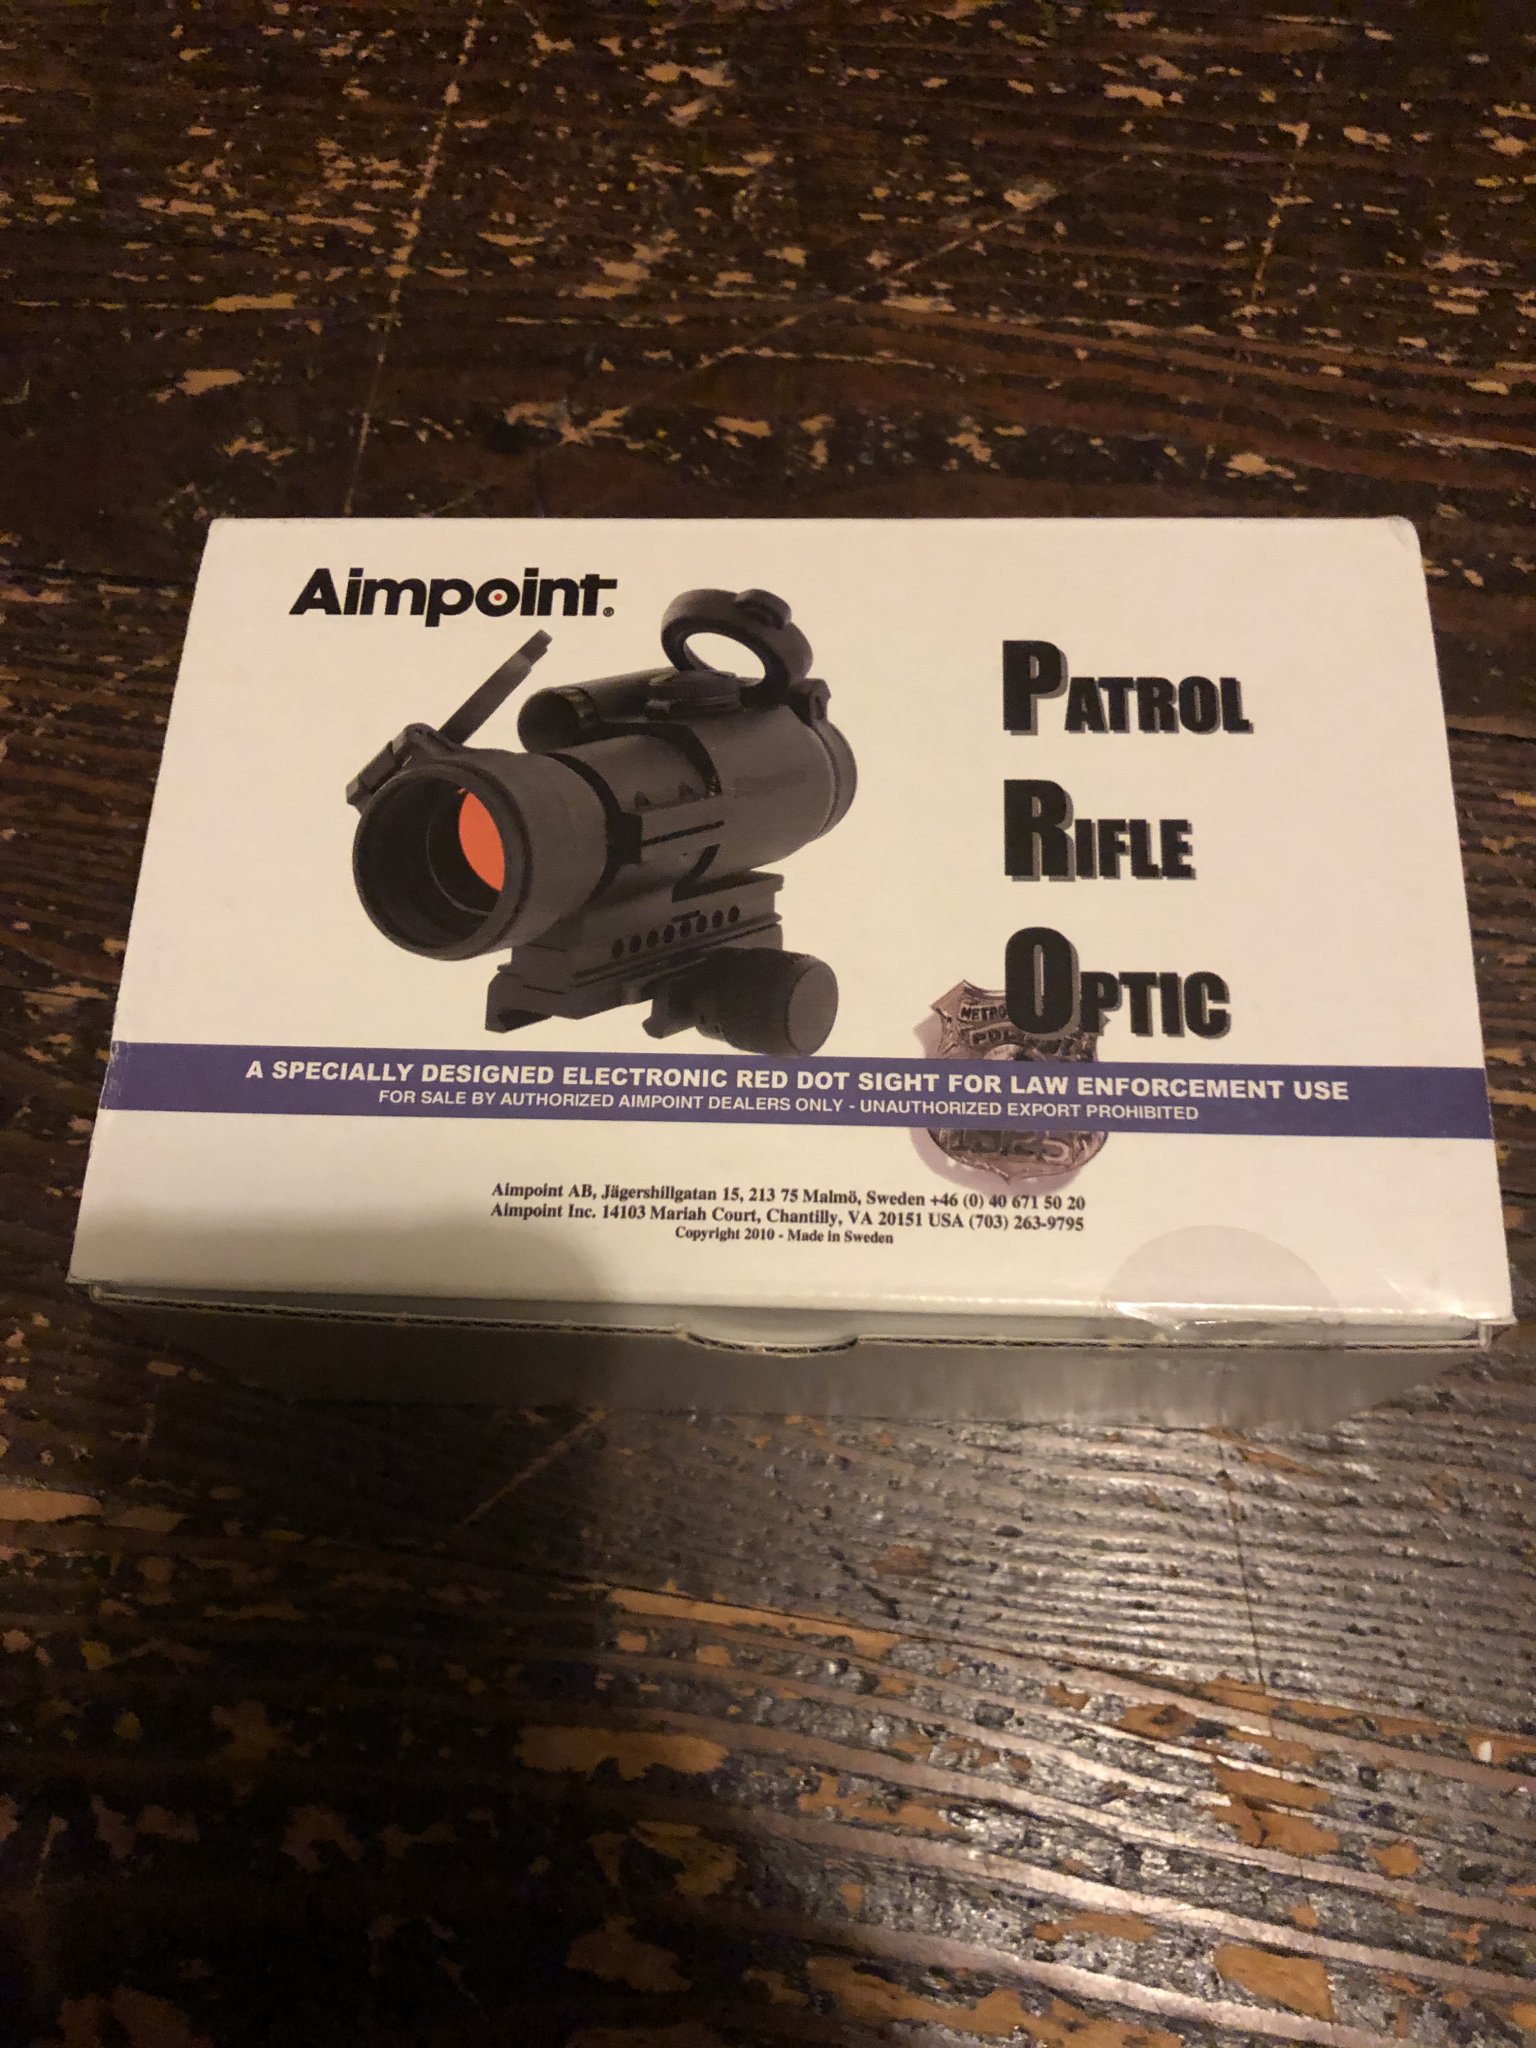 Aimpoint®
PATROL
RIFLE
OPTIC
METRO
A SPECIALLY DESIGNED ELECTRONIC RED DOT SIGHT FOR LAW ENFORCEMENT USE
FOR SALE BY AUTHORIZED AIMPOINT DEALERS ONLY - UNAUTHORIZED EXPORT PROHIBITED
Aimpoint AB, Jägershillgatan 15, 213 75 Malmö, Sweden +46 (0) 40 671 50 20
Aimpoint Inc. 14103 Mariah Court, Chantilly, VA 20151 USA (703) 263-9795
Copyright 2010 - Made in Sweden